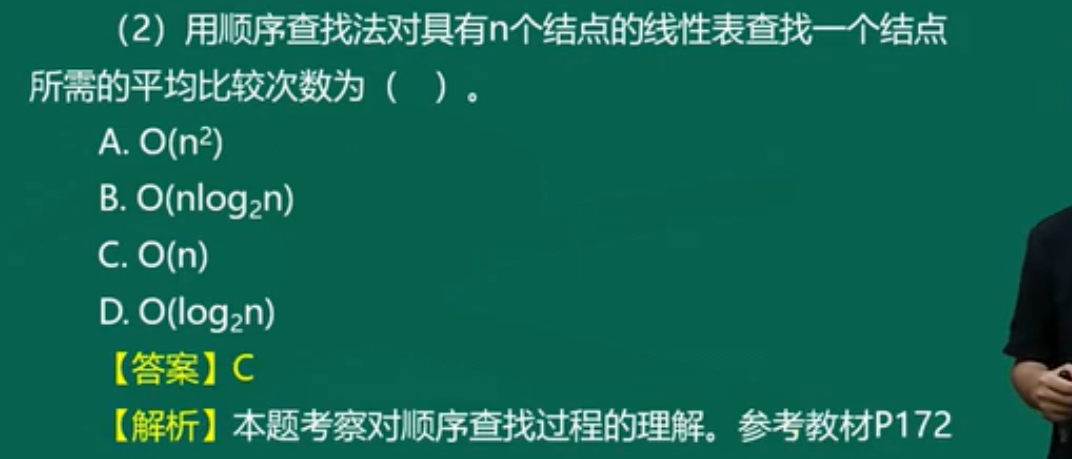 （2）用顺序查找法对具有n个结点的线性表查找一个结点
所需的平均比较次数为（　）。
A. O(n²)
B. O(nlog₂n)
C. O(n)
D. O(log₂n)
【答案】C
【解析】本题考察对顺序查找过程的理解。参考教材P172